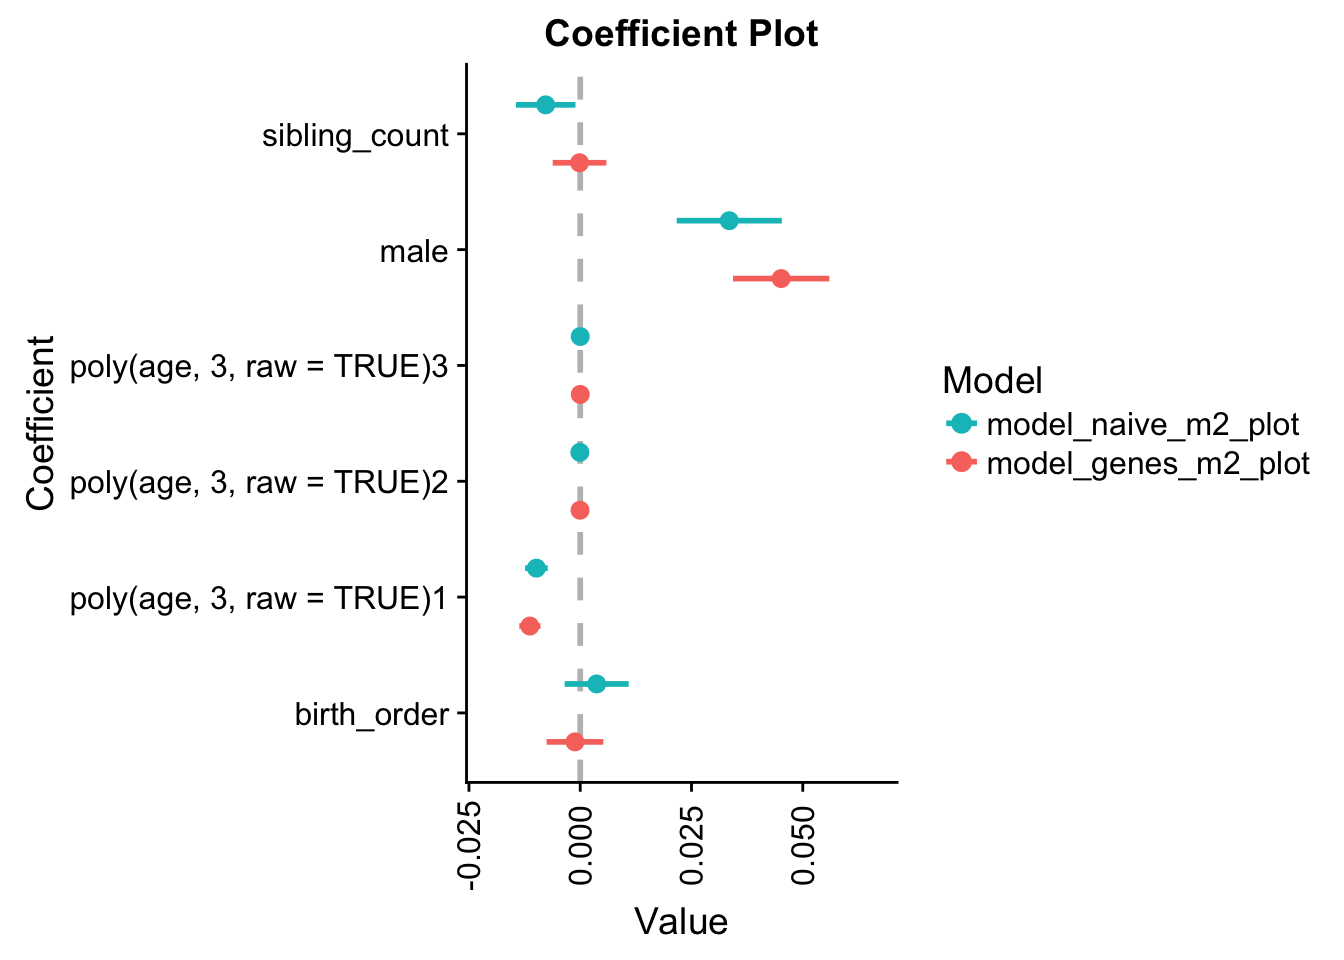 Coefficient Plot
Coefficient
sibling_count
male
poly(age, 3, raw = TRUE)3
poly(age, 3, raw = TRUE)2
poly(age, 3, raw = TRUE)1
birth_order
-0.025
0.000
0.025
0.050
Value
Model
model_naive_m2_plot
model_genes_m2_plot